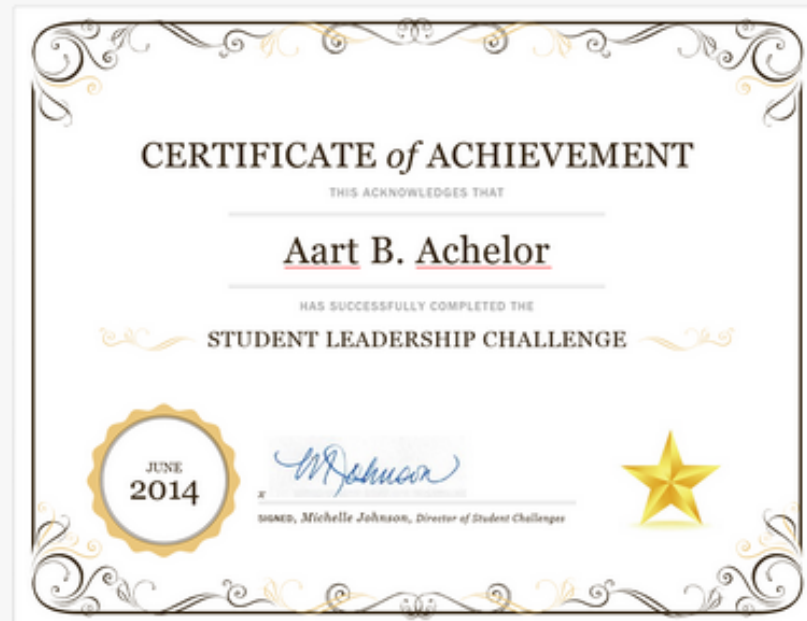 CERTIFICATE of ACHIEVEMENT
THIS ACKNOWLEDGES THAT
Aart B. Achelor
HAS SUCCESSFULLY COMPLETED THE
STUDENT LEADERSHIP CHALLENGE
JUNE
2014
MJohnson
x
SIGNED, Michelle Johnson, Director of Student Challenges